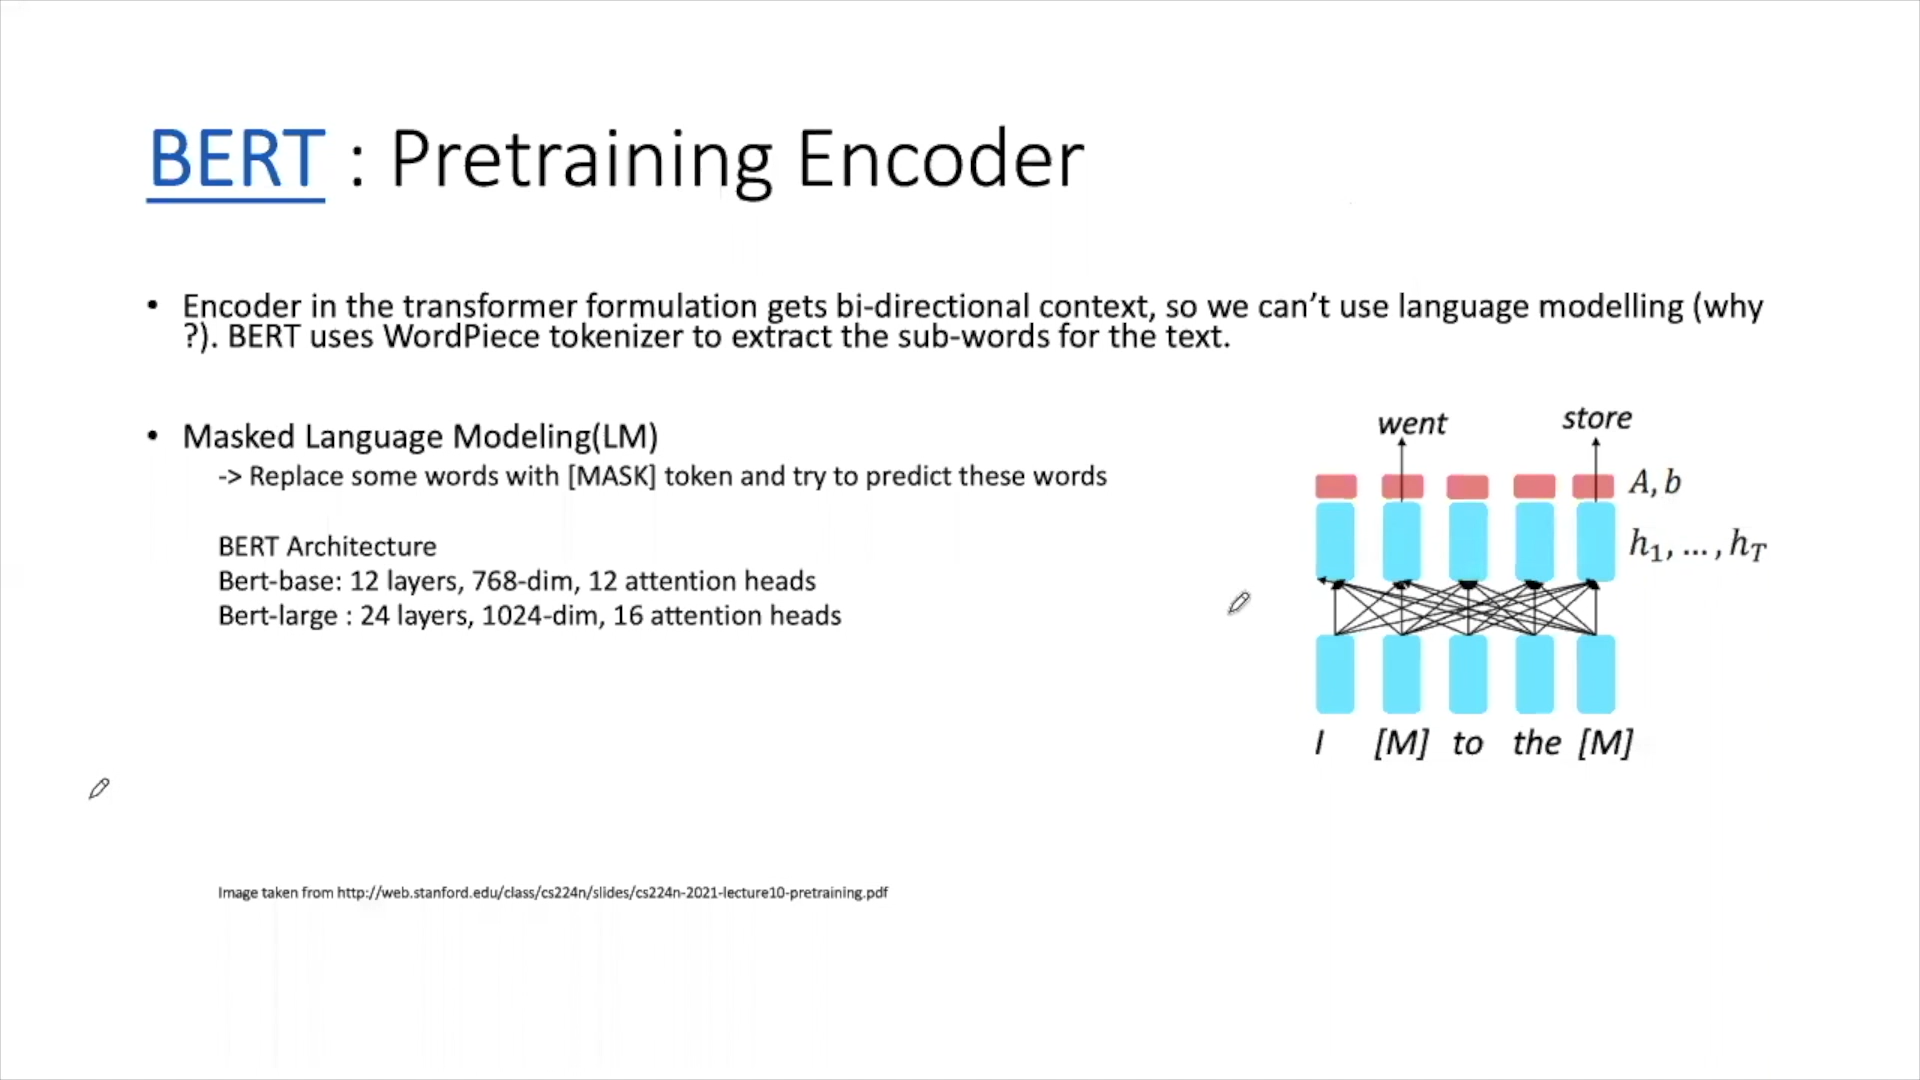 BERT : Pretraining Encoder
• Encoder in the transformer formulation gets bi-directional context, so we can’t use language modelling (why
?). BERT uses WordPiece tokenizer to extract the sub-words for the text.
• Masked Language Modeling(LM)
-> Replace some words with [MASK] token and try to predict these words
BERT Architecture
Bert-base: 12 layers, 768-dim, 12 attention heads
Bert-large : 24 layers, 1024-dim, 16 attention heads
went store
A, b
h₁, … , h_T
I [M] to the [M]
Image taken from http://web.stanford.edu/class/cs224n/slides/cs224n-2021-lecture10-pretraining.pdf